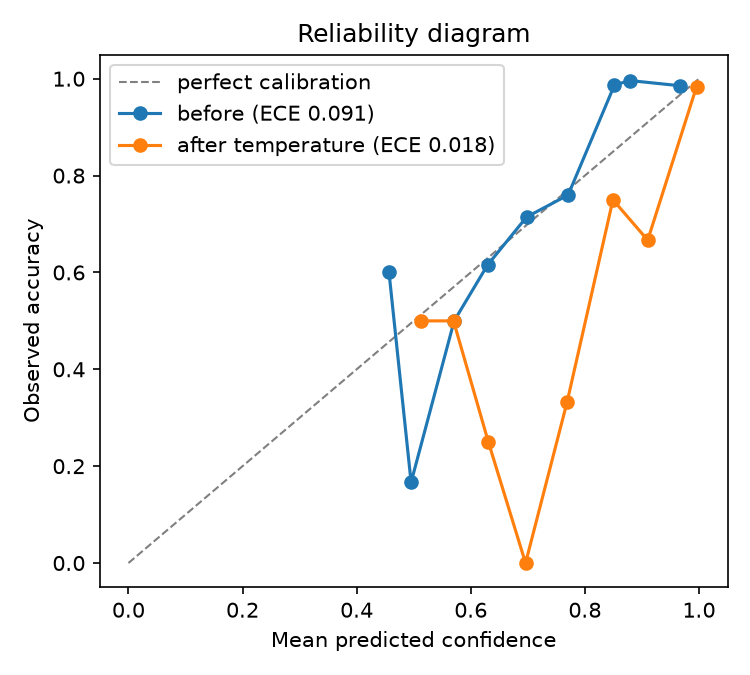 Reliability diagram
perfect calibration
before (ECE 0.091)
after temperature (ECE 0.018)
Observed accuracy
1.0
0.8
0.6
0.4
0.2
0.0
0.0 0.2 0.4 0.6 0.8 1.0
Mean predicted confidence